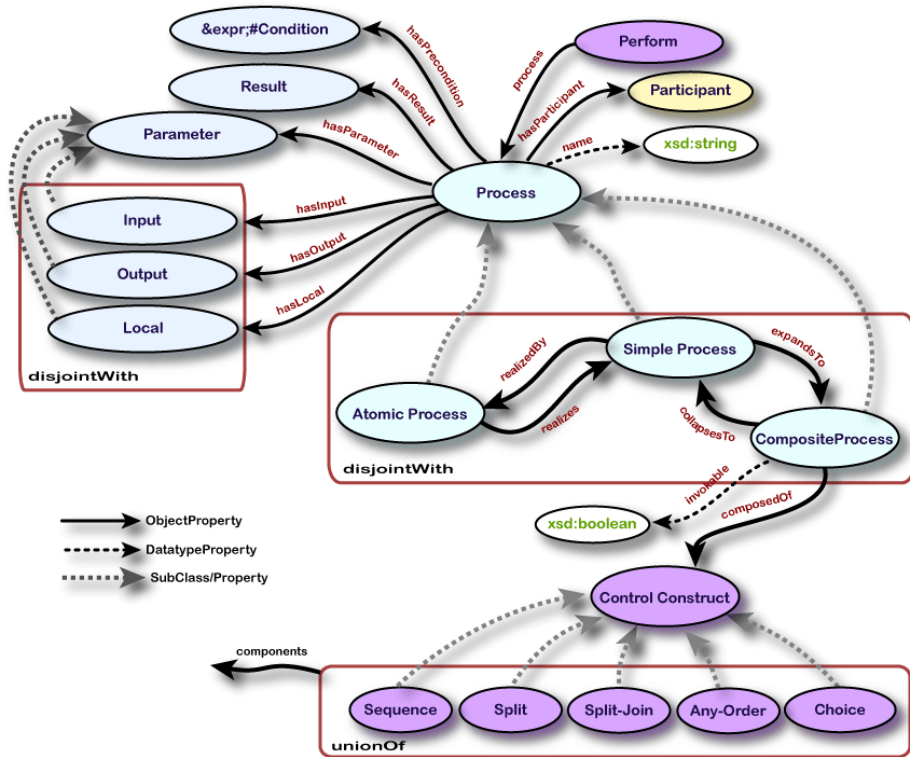 &expr;#Condition
Perform
hasPrecondition
process
Result
hasResult
hasParticipant
Participant
Parameter
hasParameter
name
xsd:string
Process
Input
hasInput
Output
hasOutput
Local
hasLocal
disjointWith
Simple Process
expandsTo
realizedBy
Atomic Process
realizes
collapsesTo
CompositeProcess
disjointWith
invokable
composedOf
xsd:boolean
ObjectProperty
DatatypeProperty
SubClass/Property
Control Construct
components
Sequence
Split
Split-Join
Any-Order
Choice
unionOf